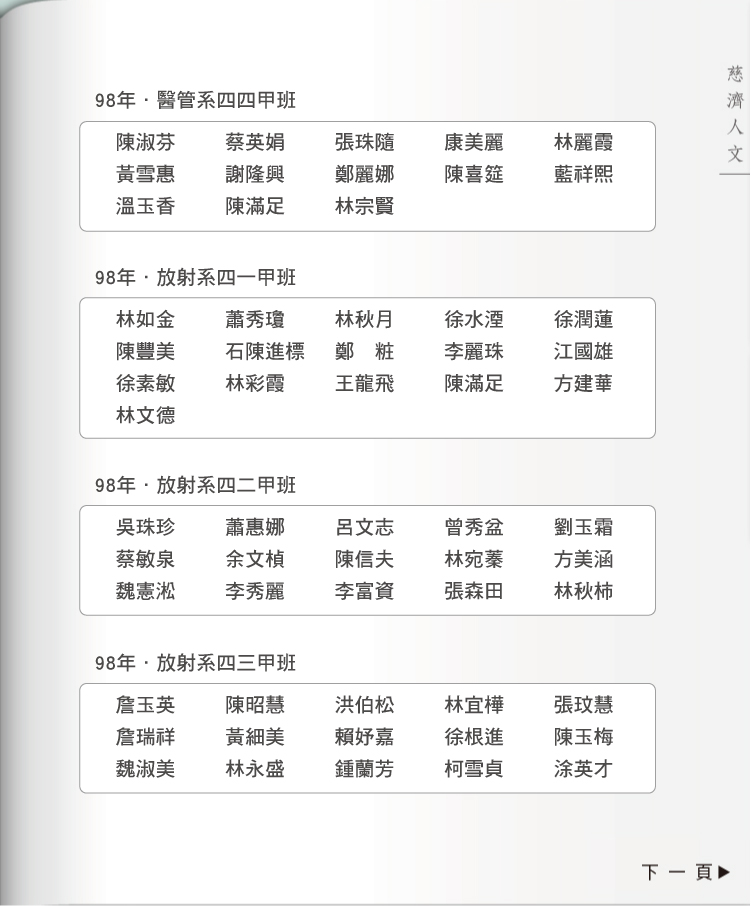 慈濟人文
98年・醫管系四四甲班
陳淑芬 蔡英娟 張珠隨 康美麗 林麗霞
黃雪惠 謝隆興 鄭麗娜 陳喜筵 藍祥熙
溫玉香 陳滿足 林宗賢
98年・放射系四一甲班
林如金 蕭秀瓊 林秋月 徐水湮 徐潤蓮
陳豐美 石陳進標 鄭　粧 李麗珠 江國雄
徐素敏 林彩霞 王龍飛 陳滿足 方建華
林文德
98年・放射系四二甲班
吳珠珍 蕭惠娜 呂文志 曾秀盆 劉玉霜
蔡敏泉 余文楨 陳信夫 林宛蓁 方美涵
魏憲淞 李秀麗 李富資 張森田 林秋柿
98年・放射系四三甲班
詹玉英 陳昭慧 洪伯松 林宜樺 張玟慧
詹瑞祥 黃細美 賴妤嘉 徐根進 陳玉梅
魏淑美 林永盛 鍾蘭芳 柯雪貞 涂英才
下一頁▶